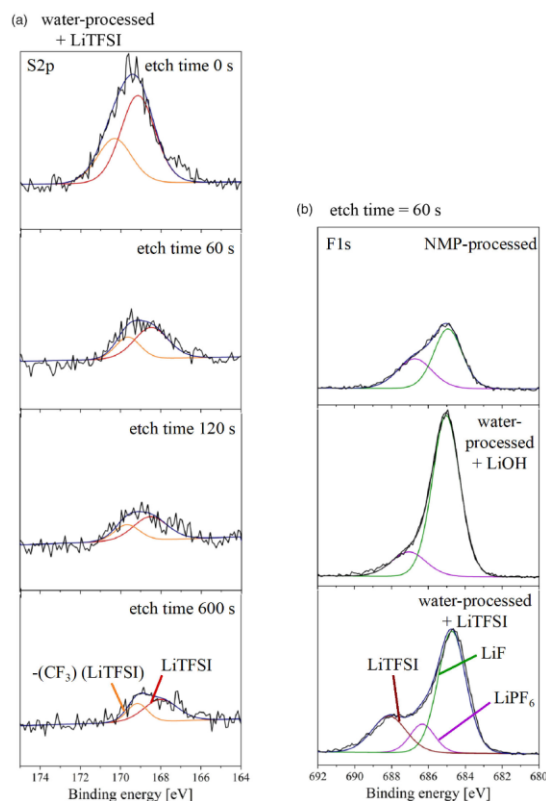 (a) water-processed
+ LiTFSI
S2p
etch time 0 s
etch time 60 s
etch time 120 s
etch time 600 s
-(CF₃) (LiTFSI)
LiTFSI
174 172 170 168 166 164
Binding energy [eV]
(b) etch time = 60 s
F1s
NMP-processed
water-
processed
+ LiOH
water-processed
+ LiTFSI
LiTFSI
LiF
LiPF₆
692 690 688 686 684 682 680
Binding energy [eV]